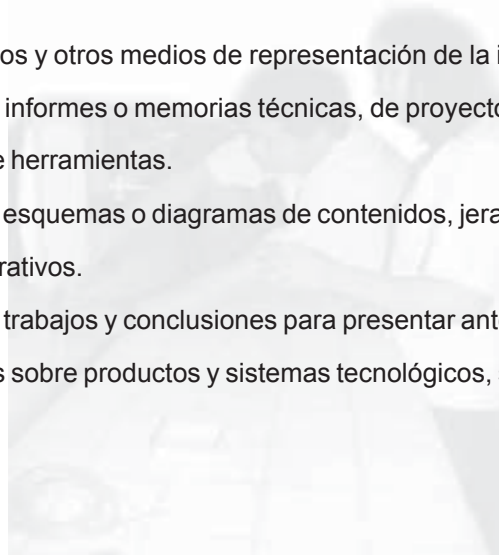 os y otros medios de representación de la i
informes o memorias técnicas, de proyecto
e herramientas.
esquemas o diagramas de contenidos, jera
rativos.
trabajos y conclusiones para presentar ant
s sobre productos y sistemas tecnológicos,